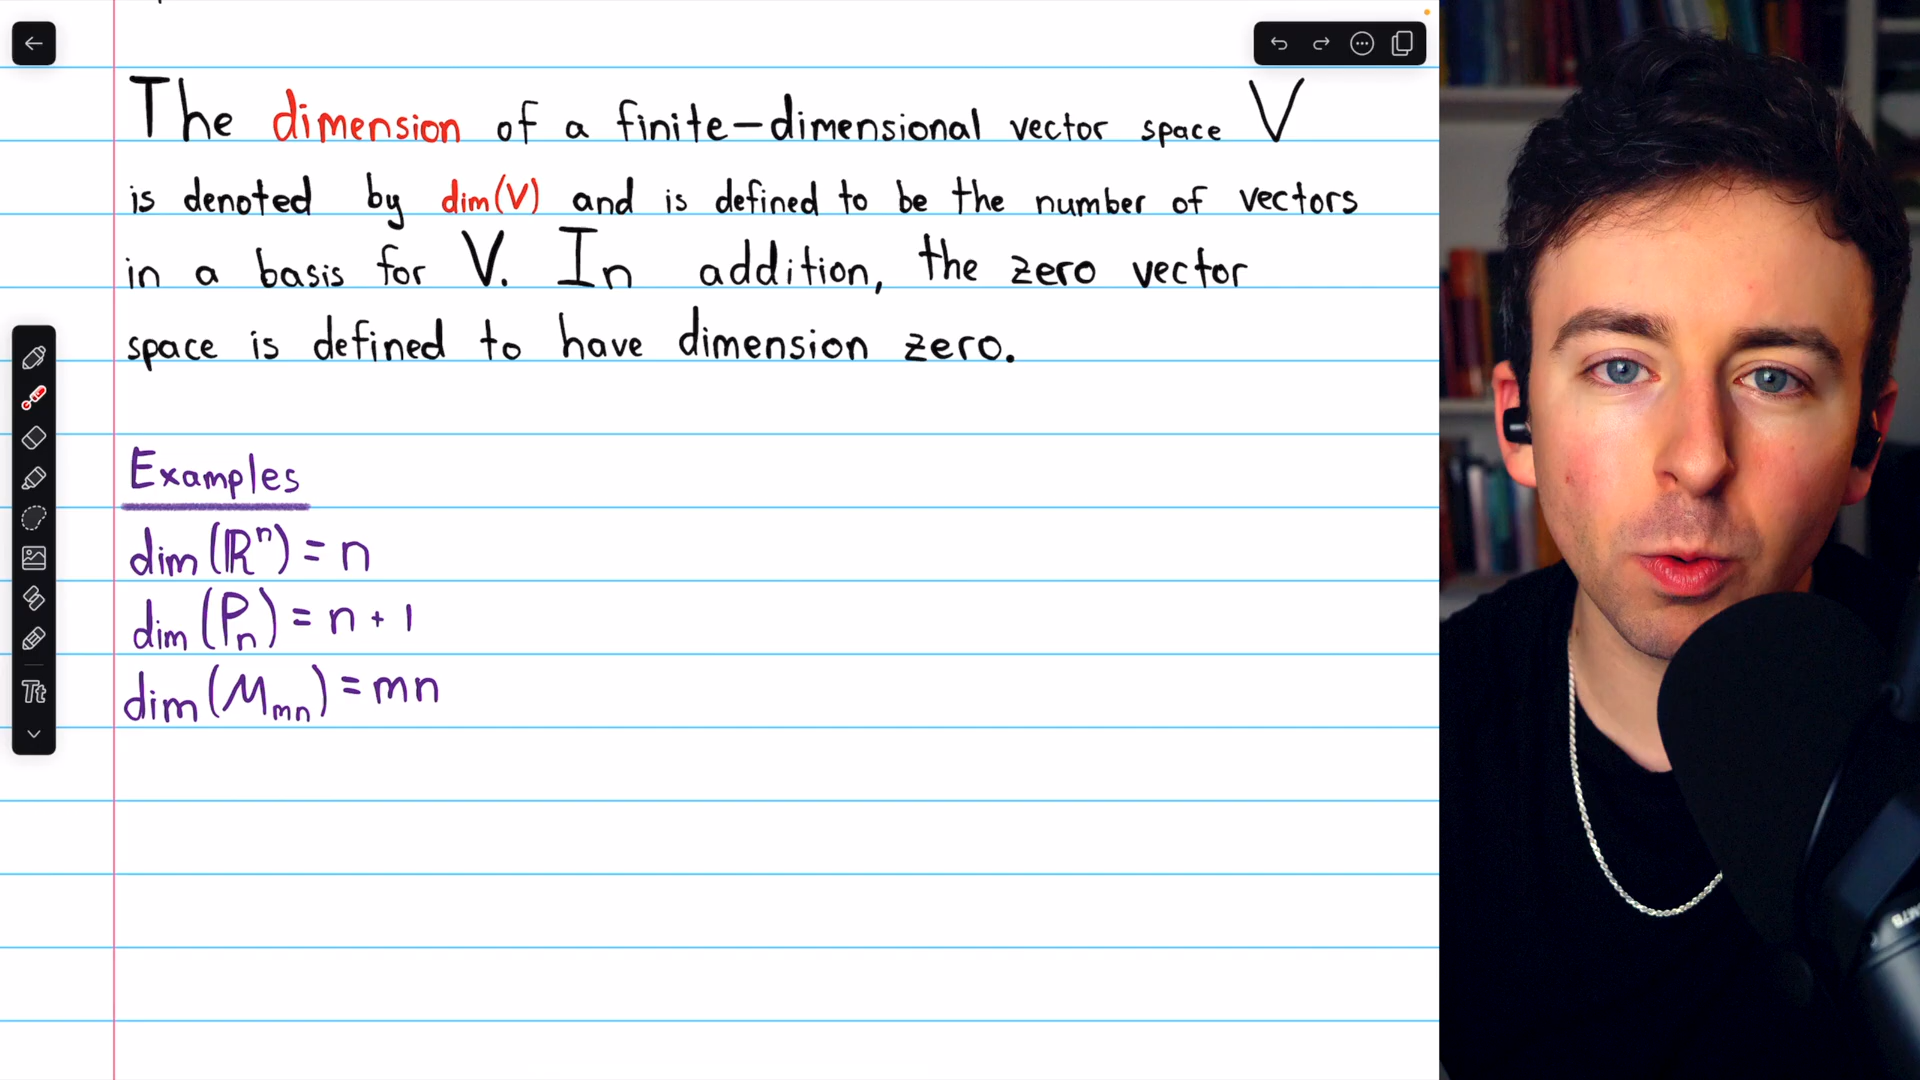 The dimension of a finite-dimensional vector space V
is denoted by dim(V) and is defined to be the number of vectors
in a basis for V. In addition, the zero vector
space is defined to have dimension zero.
Examples
dim(ℝⁿ) = n
dim(Pₙ) = n + 1
dim(Mₘₙ) = mn
Tt